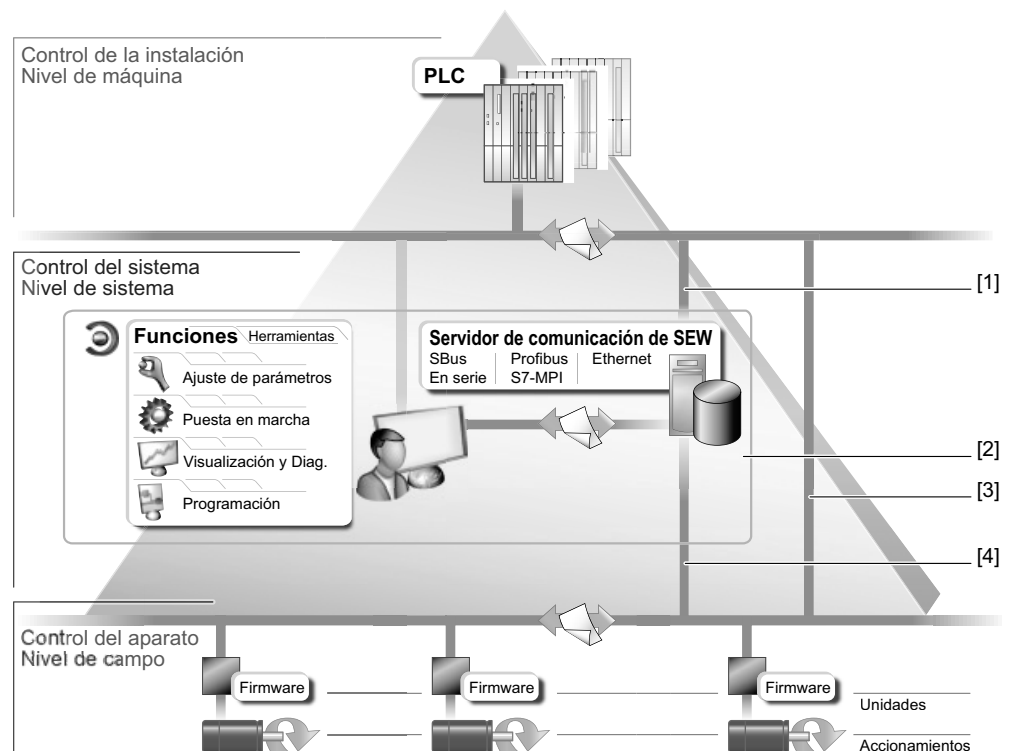 Control de la instalación
Nivel de máquina
PLC
Control del sistema
Nivel de sistema
[1]
Funciones Herramientas
Ajuste de parámetros
Puesta en marcha
Visualización y Diag.
Programación
Servidor de comunicación de SEW
SBus Profibus Ethernet
En serie S7-MPI
[2]
[3]
[4]
Control del aparato
Nivel de campo
Firmware Firmware Firmware
Unidades
Accionamientos